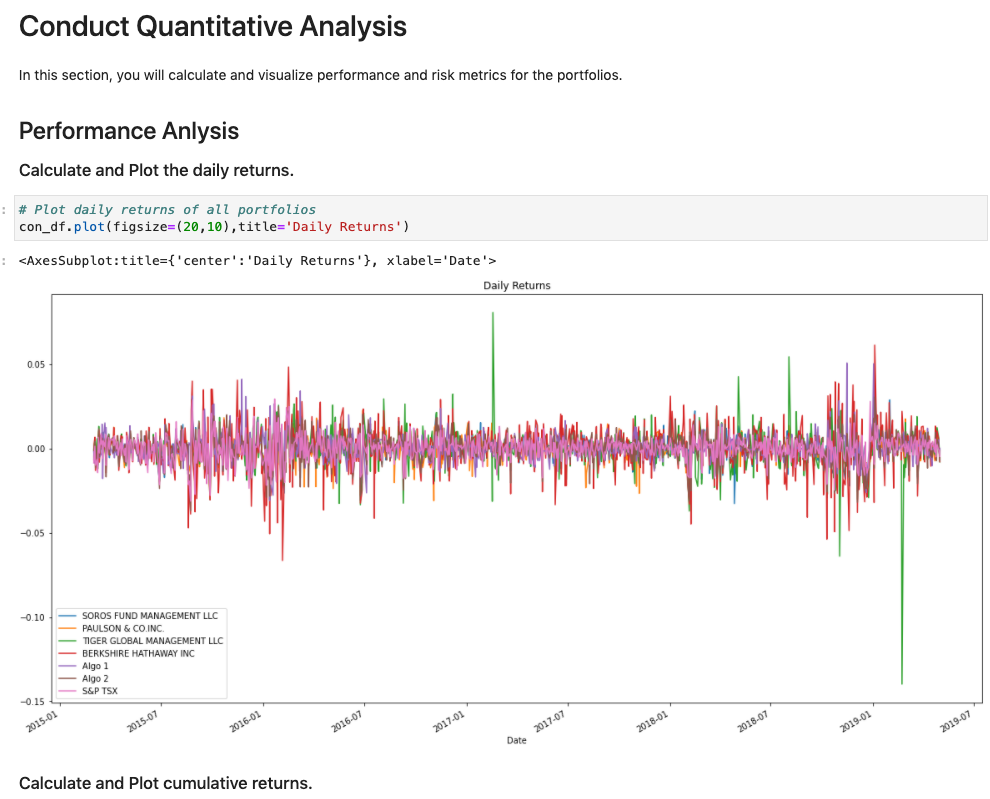 Conduct Quantitative Analysis
In this section, you will calculate and visualize performance and risk metrics for the portfolios.
Performance Anlysis
Calculate and Plot the daily returns.
:
# Plot daily returns of all portfolios
con_df.plot(figsize=(20,10),title='Daily Returns')
:
<AxesSubplot:title={'center':'Daily Returns'}, xlabel='Date'>
Daily Returns
0.05
0.00
−0.05
−0.10
−0.15
SOROS FUND MANAGEMENT LLC
PAULSON & CO.INC.
TIGER GLOBAL MANAGEMENT LLC
BERKSHIRE HATHAWAY INC
Algo 1
Algo 2
S&P TSX
2015-01
2015-07
2016-01
2016-07
2017-01
2017-07
2018-01
2018-07
2019-01
2019-07
Date
Calculate and Plot cumulative returns.